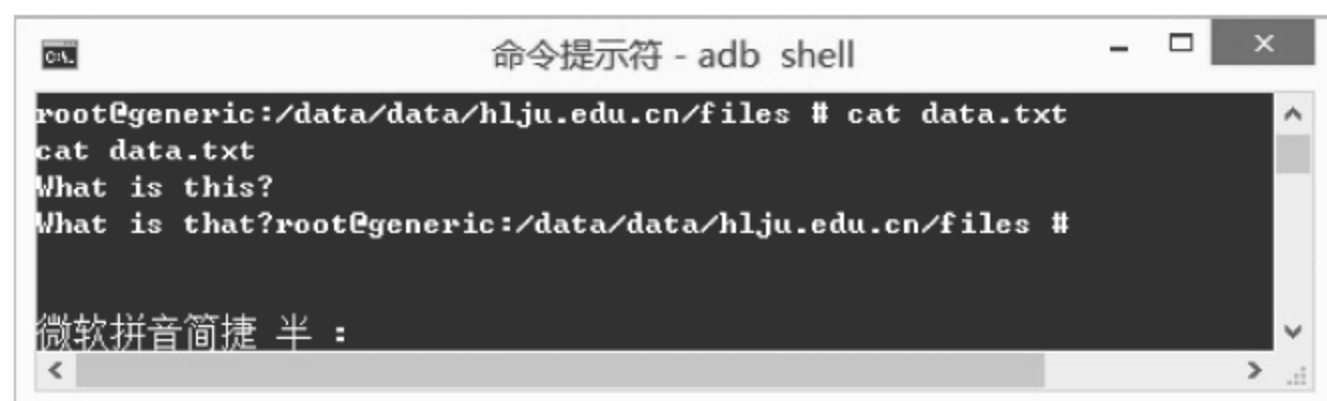 命令提示符 - adb shell
root@generic:/data/data/hlju.edu.cn/files # cat data.txt
cat data.txt
What is this?
What is that?root@generic:/data/data/hlju.edu.cn/files #
微软拼音简捷 半 :